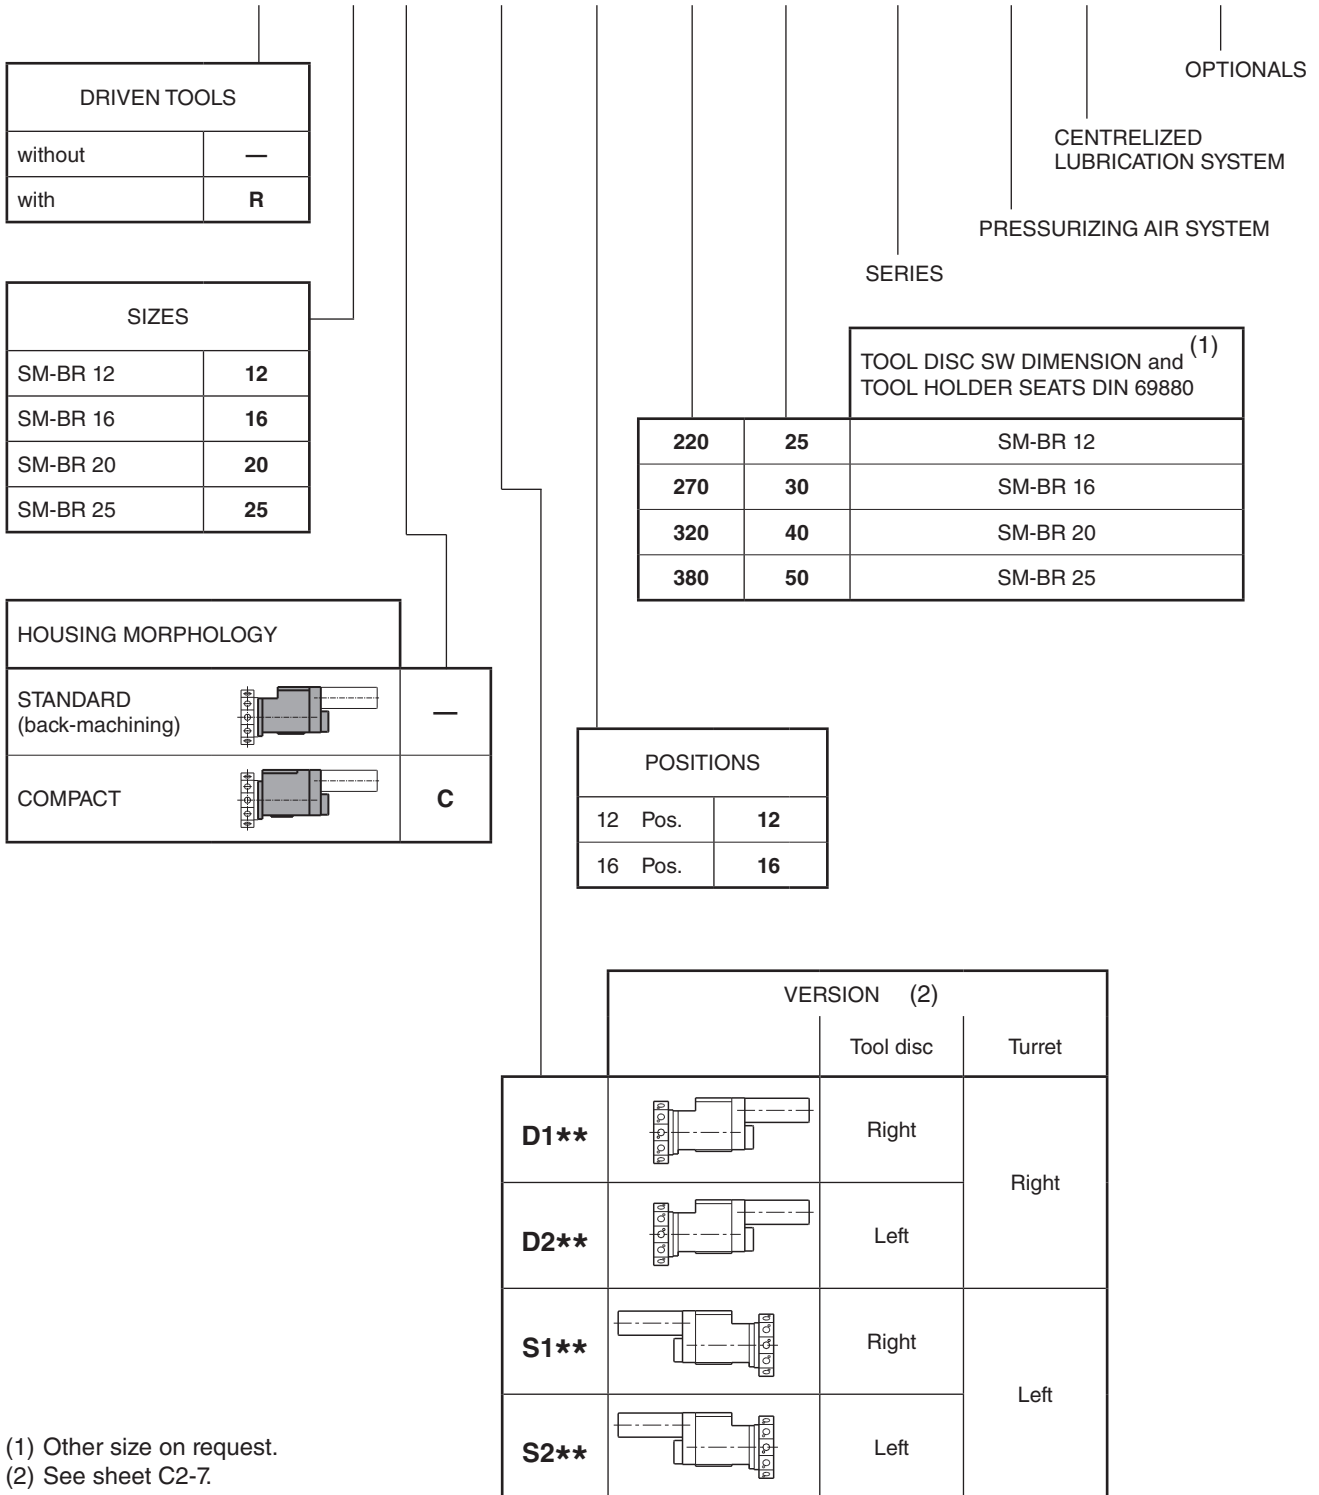 OPTIONALS
CENTRELIZED
LUBRICATION SYSTEM
PRESSURIZING AIR SYSTEM
SERIES
DRIVEN TOOLS
without —
with R
SIZES
SM-BR 12 12
SM-BR 16 16
SM-BR 20 20
SM-BR 25 25
TOOL DISC SW DIMENSION and (1)
TOOL HOLDER SEATS DIN 69880
220 25 SM-BR 12
270 30 SM-BR 16
320 40 SM-BR 20
380 50 SM-BR 25
HOUSING MORPHOLOGY
STANDARD
(back-machining) —
COMPACT C
POSITIONS
12 Pos. 12
16 Pos. 16
VERSION (2)
Tool disc Turret
D1** Right
Right
D2** Left
S1** Right
Left
S2** Left
(1) Other size on request.
(2) See sheet C2-7.